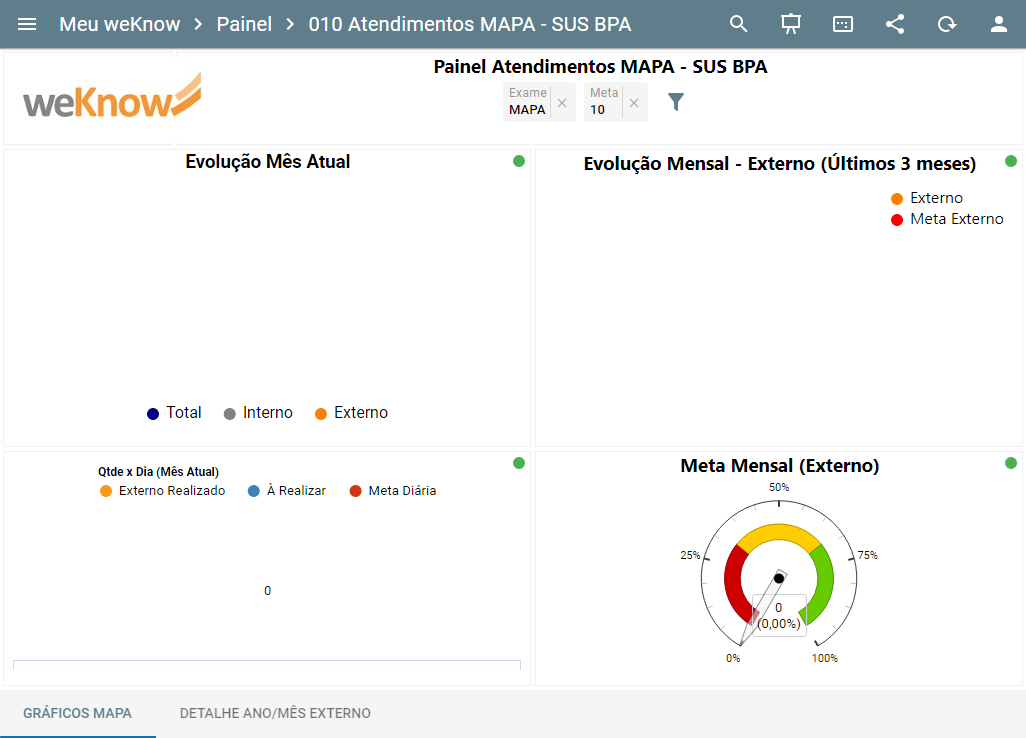 Meu weKnow > Painel > 010 Atendimentos MAPA - SUS BPA
weKnow
Painel Atendimentos MAPA - SUS BPA
Exame
MAPA
Meta
10
Evolução Mês Atual
Total
Interno
Externo
Evolução Mensal - Externo (Últimos 3 meses)
Externo
Meta Externo
Qtde x Dia (Mês Atual)
Externo Realizado
À Realizar
Meta Diária
0
Meta Mensal (Externo)
50%
25%
75%
0
(0,00%)
0%
100%
GRÁFICOS MAPA
DETALHE ANO/MÊS EXTERNO